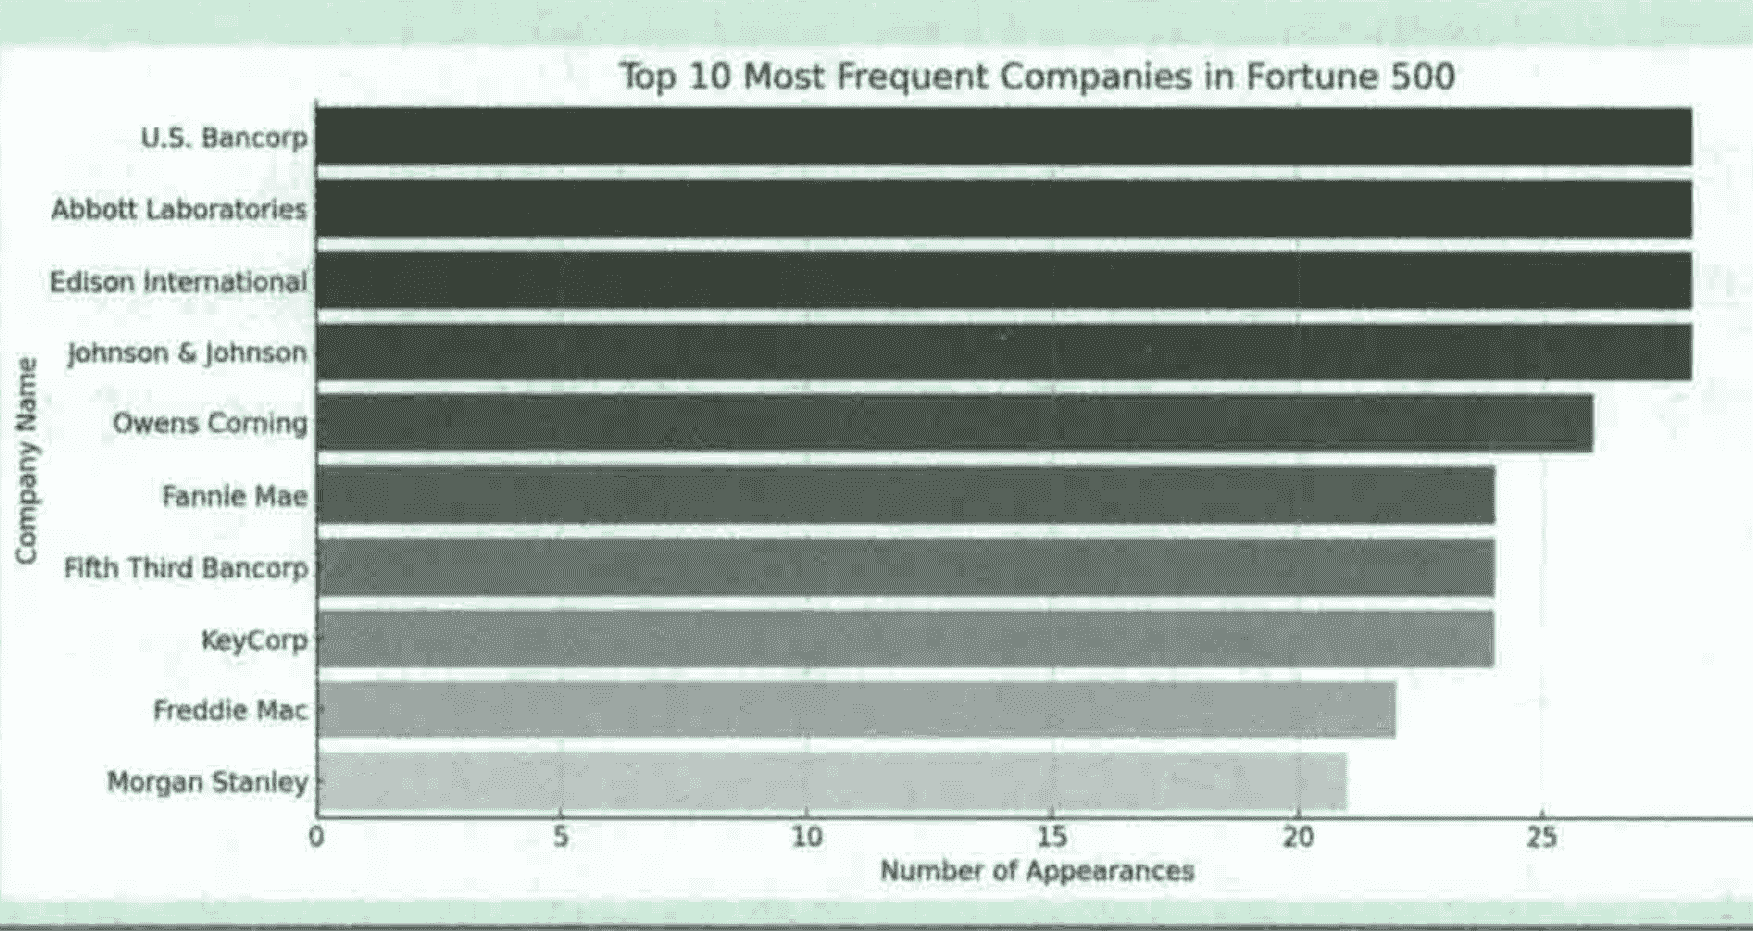 Top 10 Most Frequent Companies in Fortune 500
U.S. Bancorp
Abbott Laboratories
Edison International
Johnson & Johnson
Owens Corning
Fannie Mae
Fifth Third Bancorp
KeyCorp
Freddie Mac
Morgan Stanley
Company Name
0 5 10 15 20 25
Number of Appearances